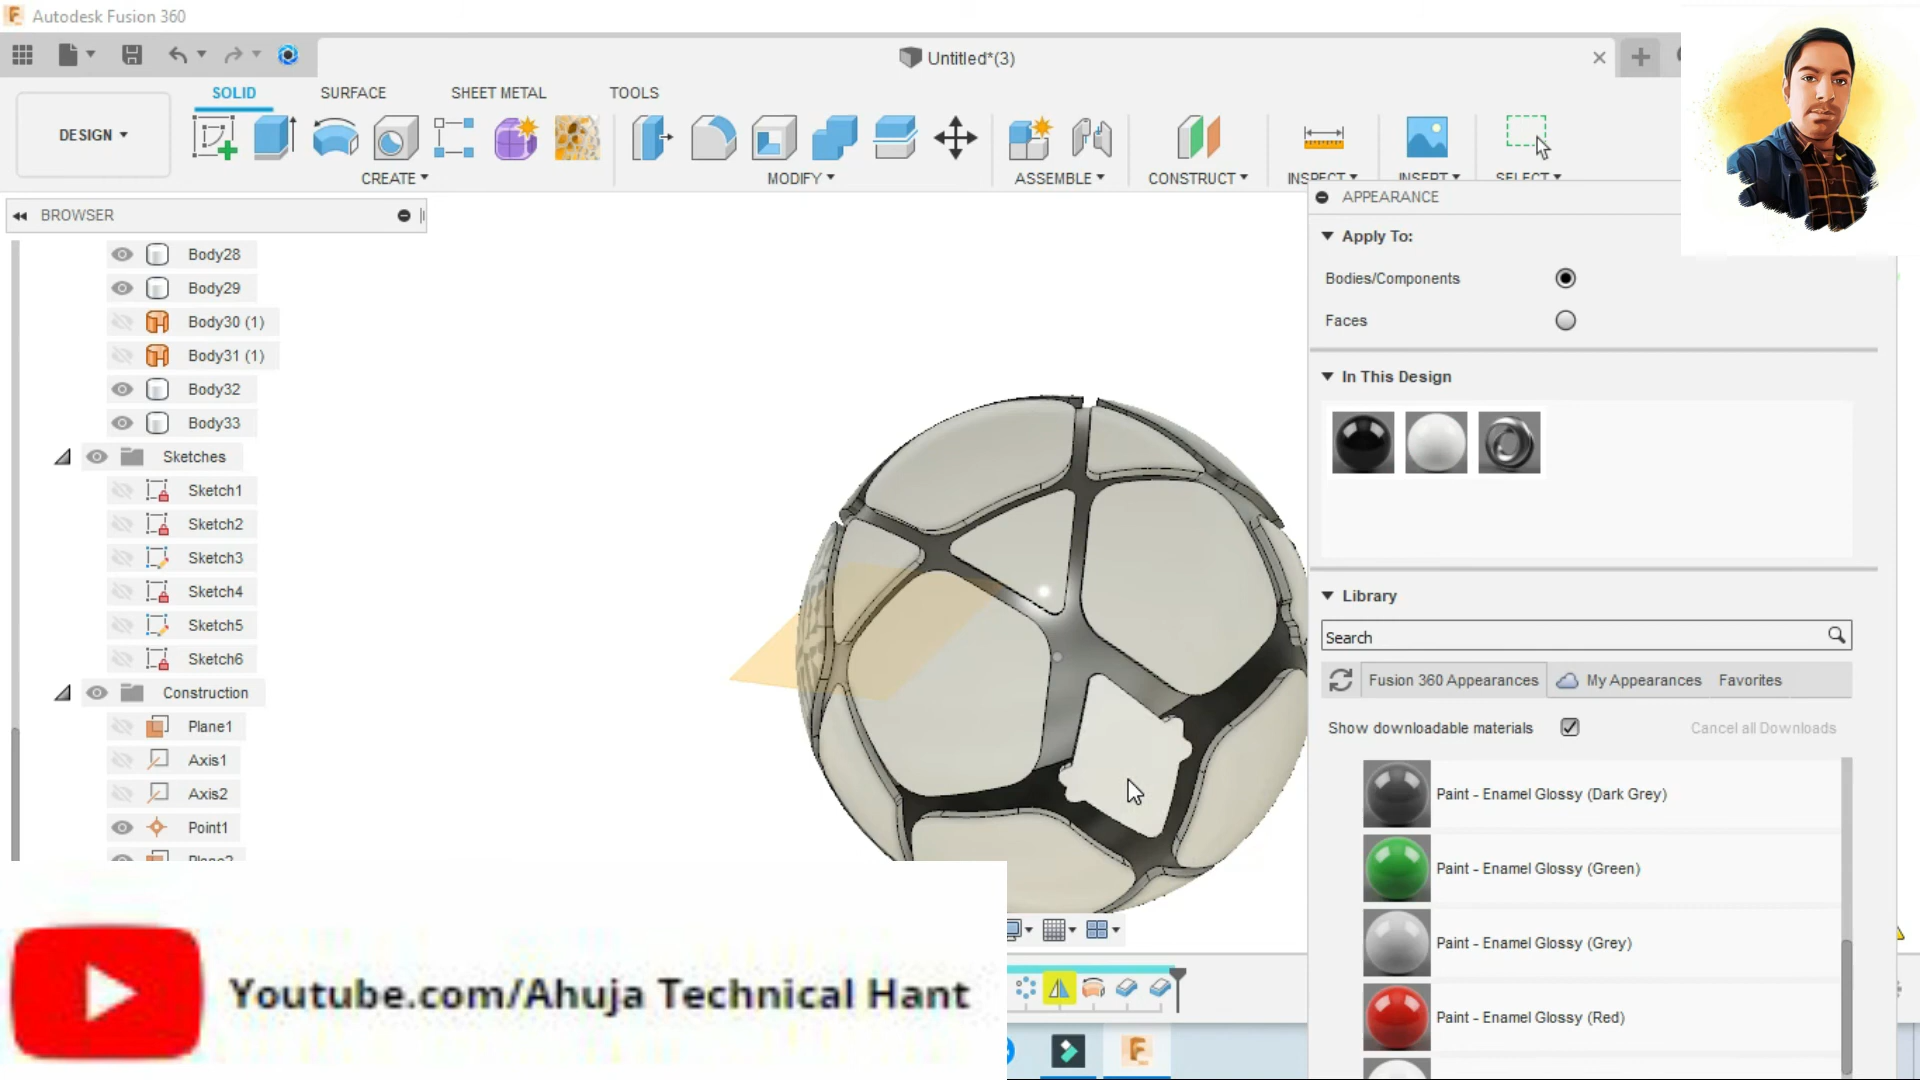 Autodesk Fusion 360
Untitled*(3)
SOLID SURFACE SHEET METAL TOOLS
DESIGN
CREATE MODIFY ASSEMBLE CONSTRUCT INSPECT INSERT SELECT
BROWSER
Body28
Body29
Body30 (1)
Body31 (1)
Body32
Body33
Sketches
Sketch1
Sketch2
Sketch3
Sketch4
Sketch5
Sketch6
Construction
Plane1
Axis1
Axis2
Point1
APPEARANCE
Apply To:
Bodies/Components
Faces
In This Design
Library
Search
Fusion 360 Appearances My Appearances Favorites
Show downloadable materials Cancel all Downloads
Paint - Enamel Glossy (Dark Grey)
Paint - Enamel Glossy (Green)
Paint - Enamel Glossy (Grey)
Paint - Enamel Glossy (Red)
Youtube.com/Ahuja Technical Hant